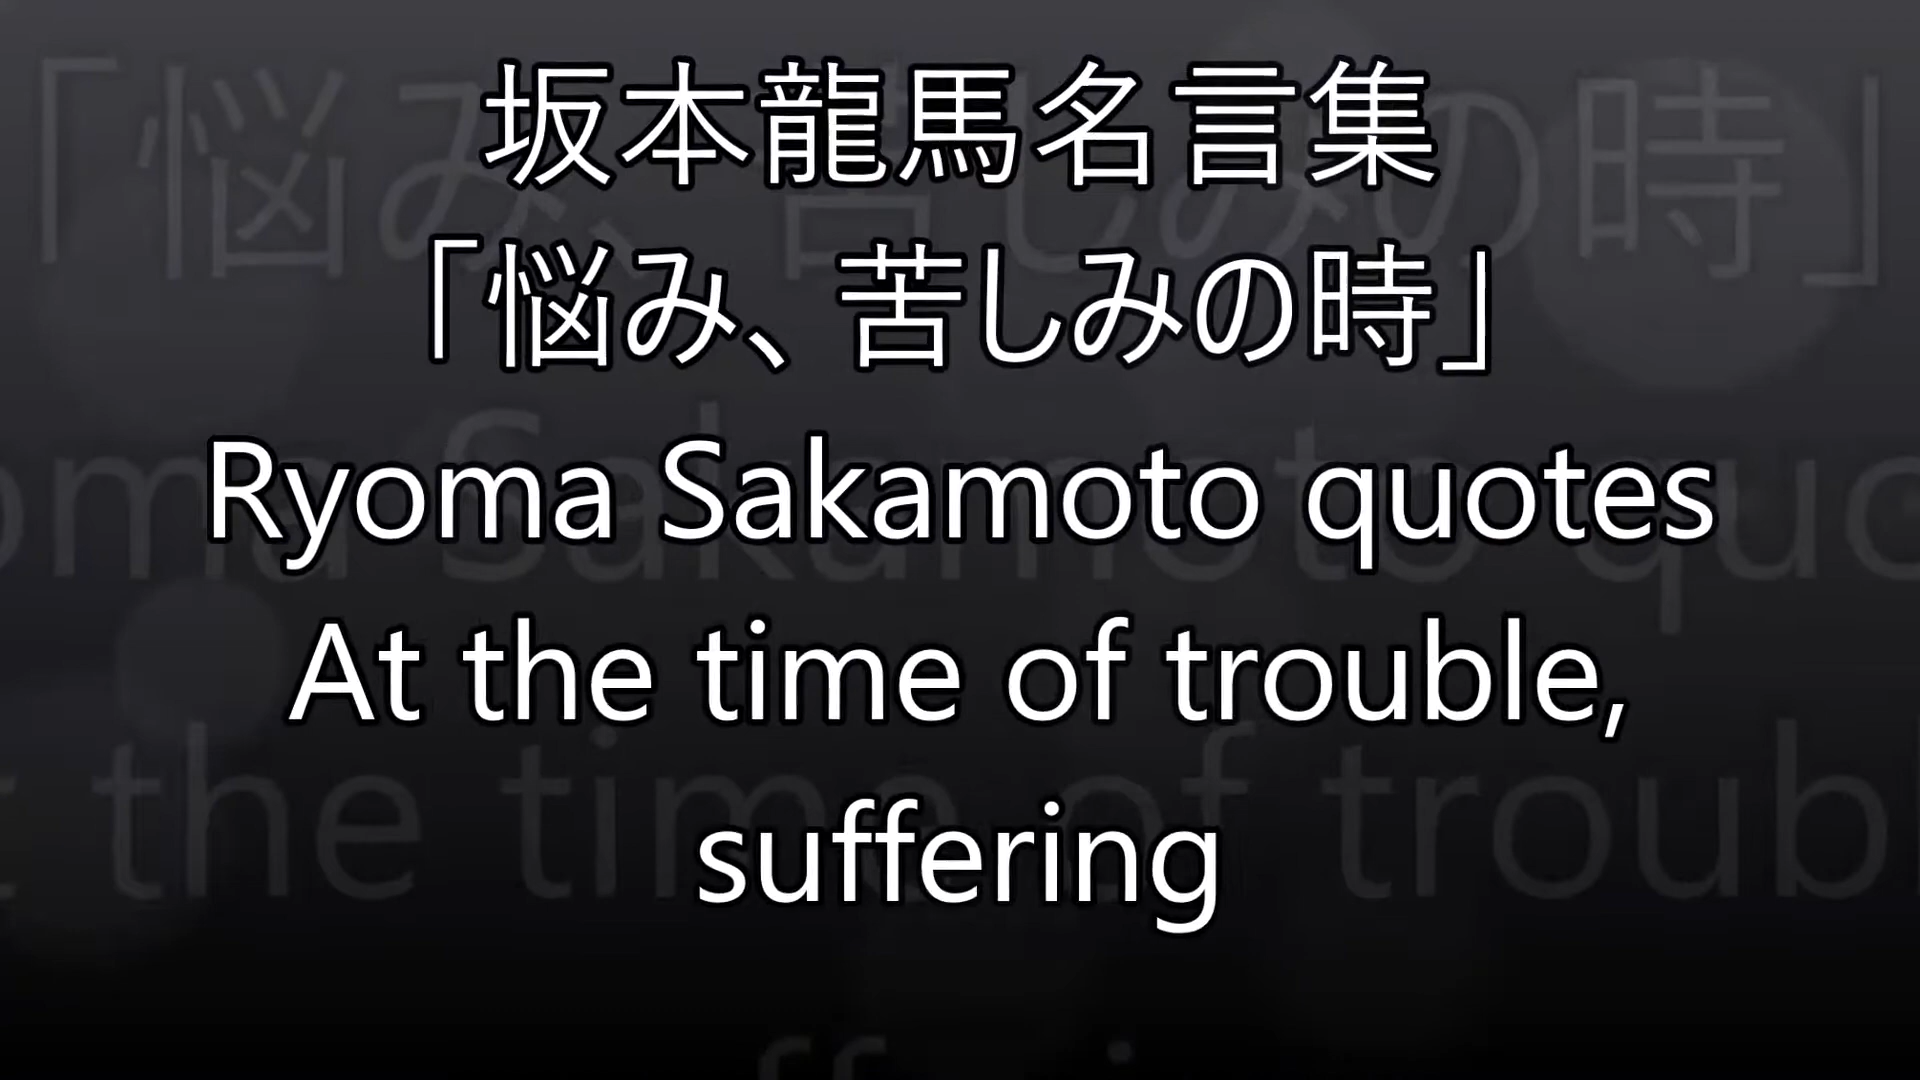 坂本龍馬名言集
「悩み、苦しみの時」
Ryoma Sakamoto quotes
At the time of trouble,
suffering